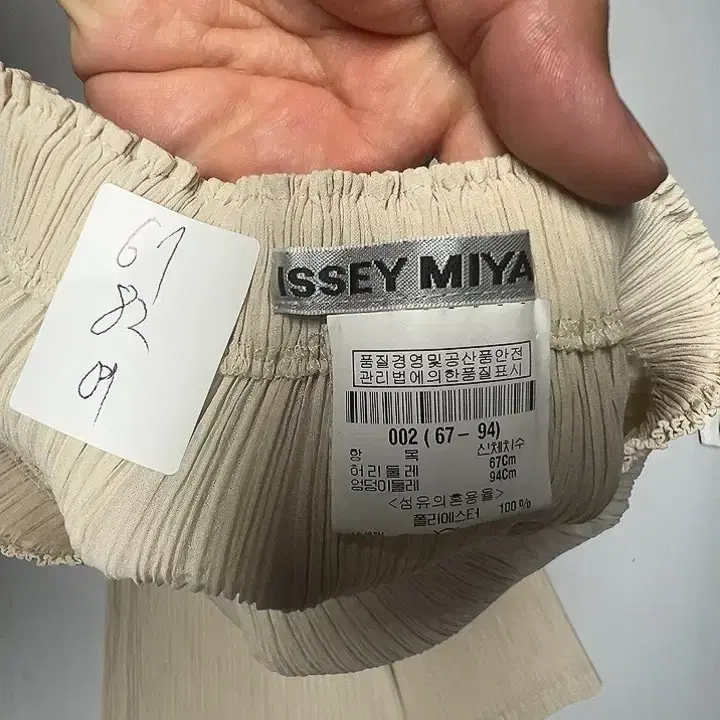 67
82
여
ISSEY MIYA
품질경영및공산품안전
관리법에의한품질표시
002 ( 67 - 94)
항 목 신체치수
허리둘레 67Cm
엉덩이둘레 94Cm
<섬유의혼용율>
폴리에스터 100%